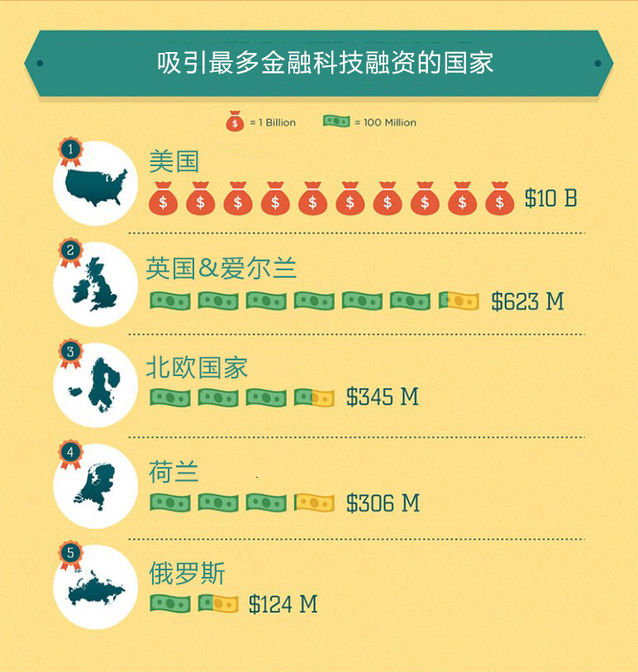 吸引最多金融科技融资的国家
$ = 1 Billion = 100 Million
1
美国
$ $ $ $ $ $ $ $ $ $ $10 B
2
英国&爱尔兰
$623 M
3
北欧国家
$345 M
4
荷兰
$306 M
5
俄罗斯
$124 M